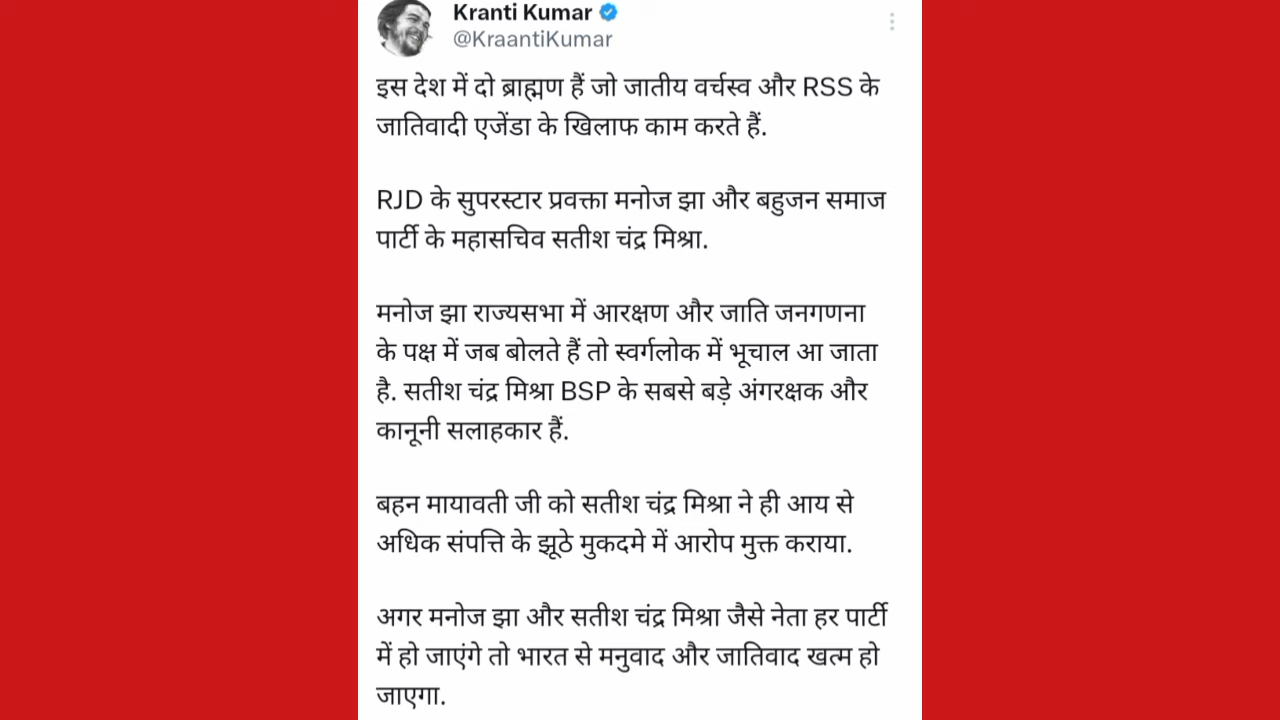 Kranti Kumar
@KraantiKumar
इस देश में दो ब्राह्मण हैं जो जातीय वर्चस्व और RSS के
जातिवादी एजेंडा के खिलाफ काम करते हैं.
RJD के सुपरस्टार प्रवक्ता मनोज झा और बहुजन समाज
पार्टी के महासचिव सतीश चंद्र मिश्रा.
मनोज झा राज्यसभा में आरक्षण और जाति जनगणना
के पक्ष में जब बोलते हैं तो स्वर्गलोक में भूचाल आ जाता
है. सतीश चंद्र मिश्रा BSP के सबसे बड़े अंगरक्षक और
कानूनी सलाहकार हैं.
बहन मायावती जी को सतीश चंद्र मिश्रा ने ही आय से
अधिक संपत्ति के झूठे मुकदमे में आरोप मुक्त कराया.
अगर मनोज झा और सतीश चंद्र मिश्रा जैसे नेता हर पार्टी
में हो जाएंगे तो भारत से मनुवाद और जातिवाद खत्म हो
जाएगा.